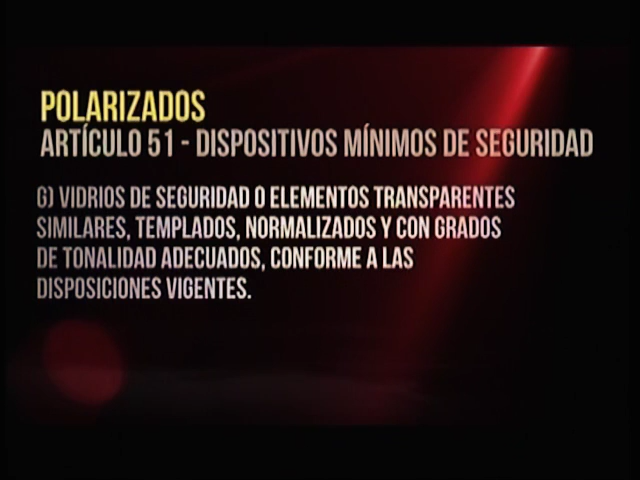 POLARIZADOS
ARTÍCULO 51 - DISPOSITIVOS MÍNIMOS DE SEGURIDAD
G) VIDRIOS DE SEGURIDAD O ELEMENTOS TRANSPARENTES
SIMILARES, TEMPLADOS, NORMALIZADOS Y CON GRADOS
DE TONALIDAD ADECUADOS, CONFORME A LAS
DISPOSICIONES VIGENTES.